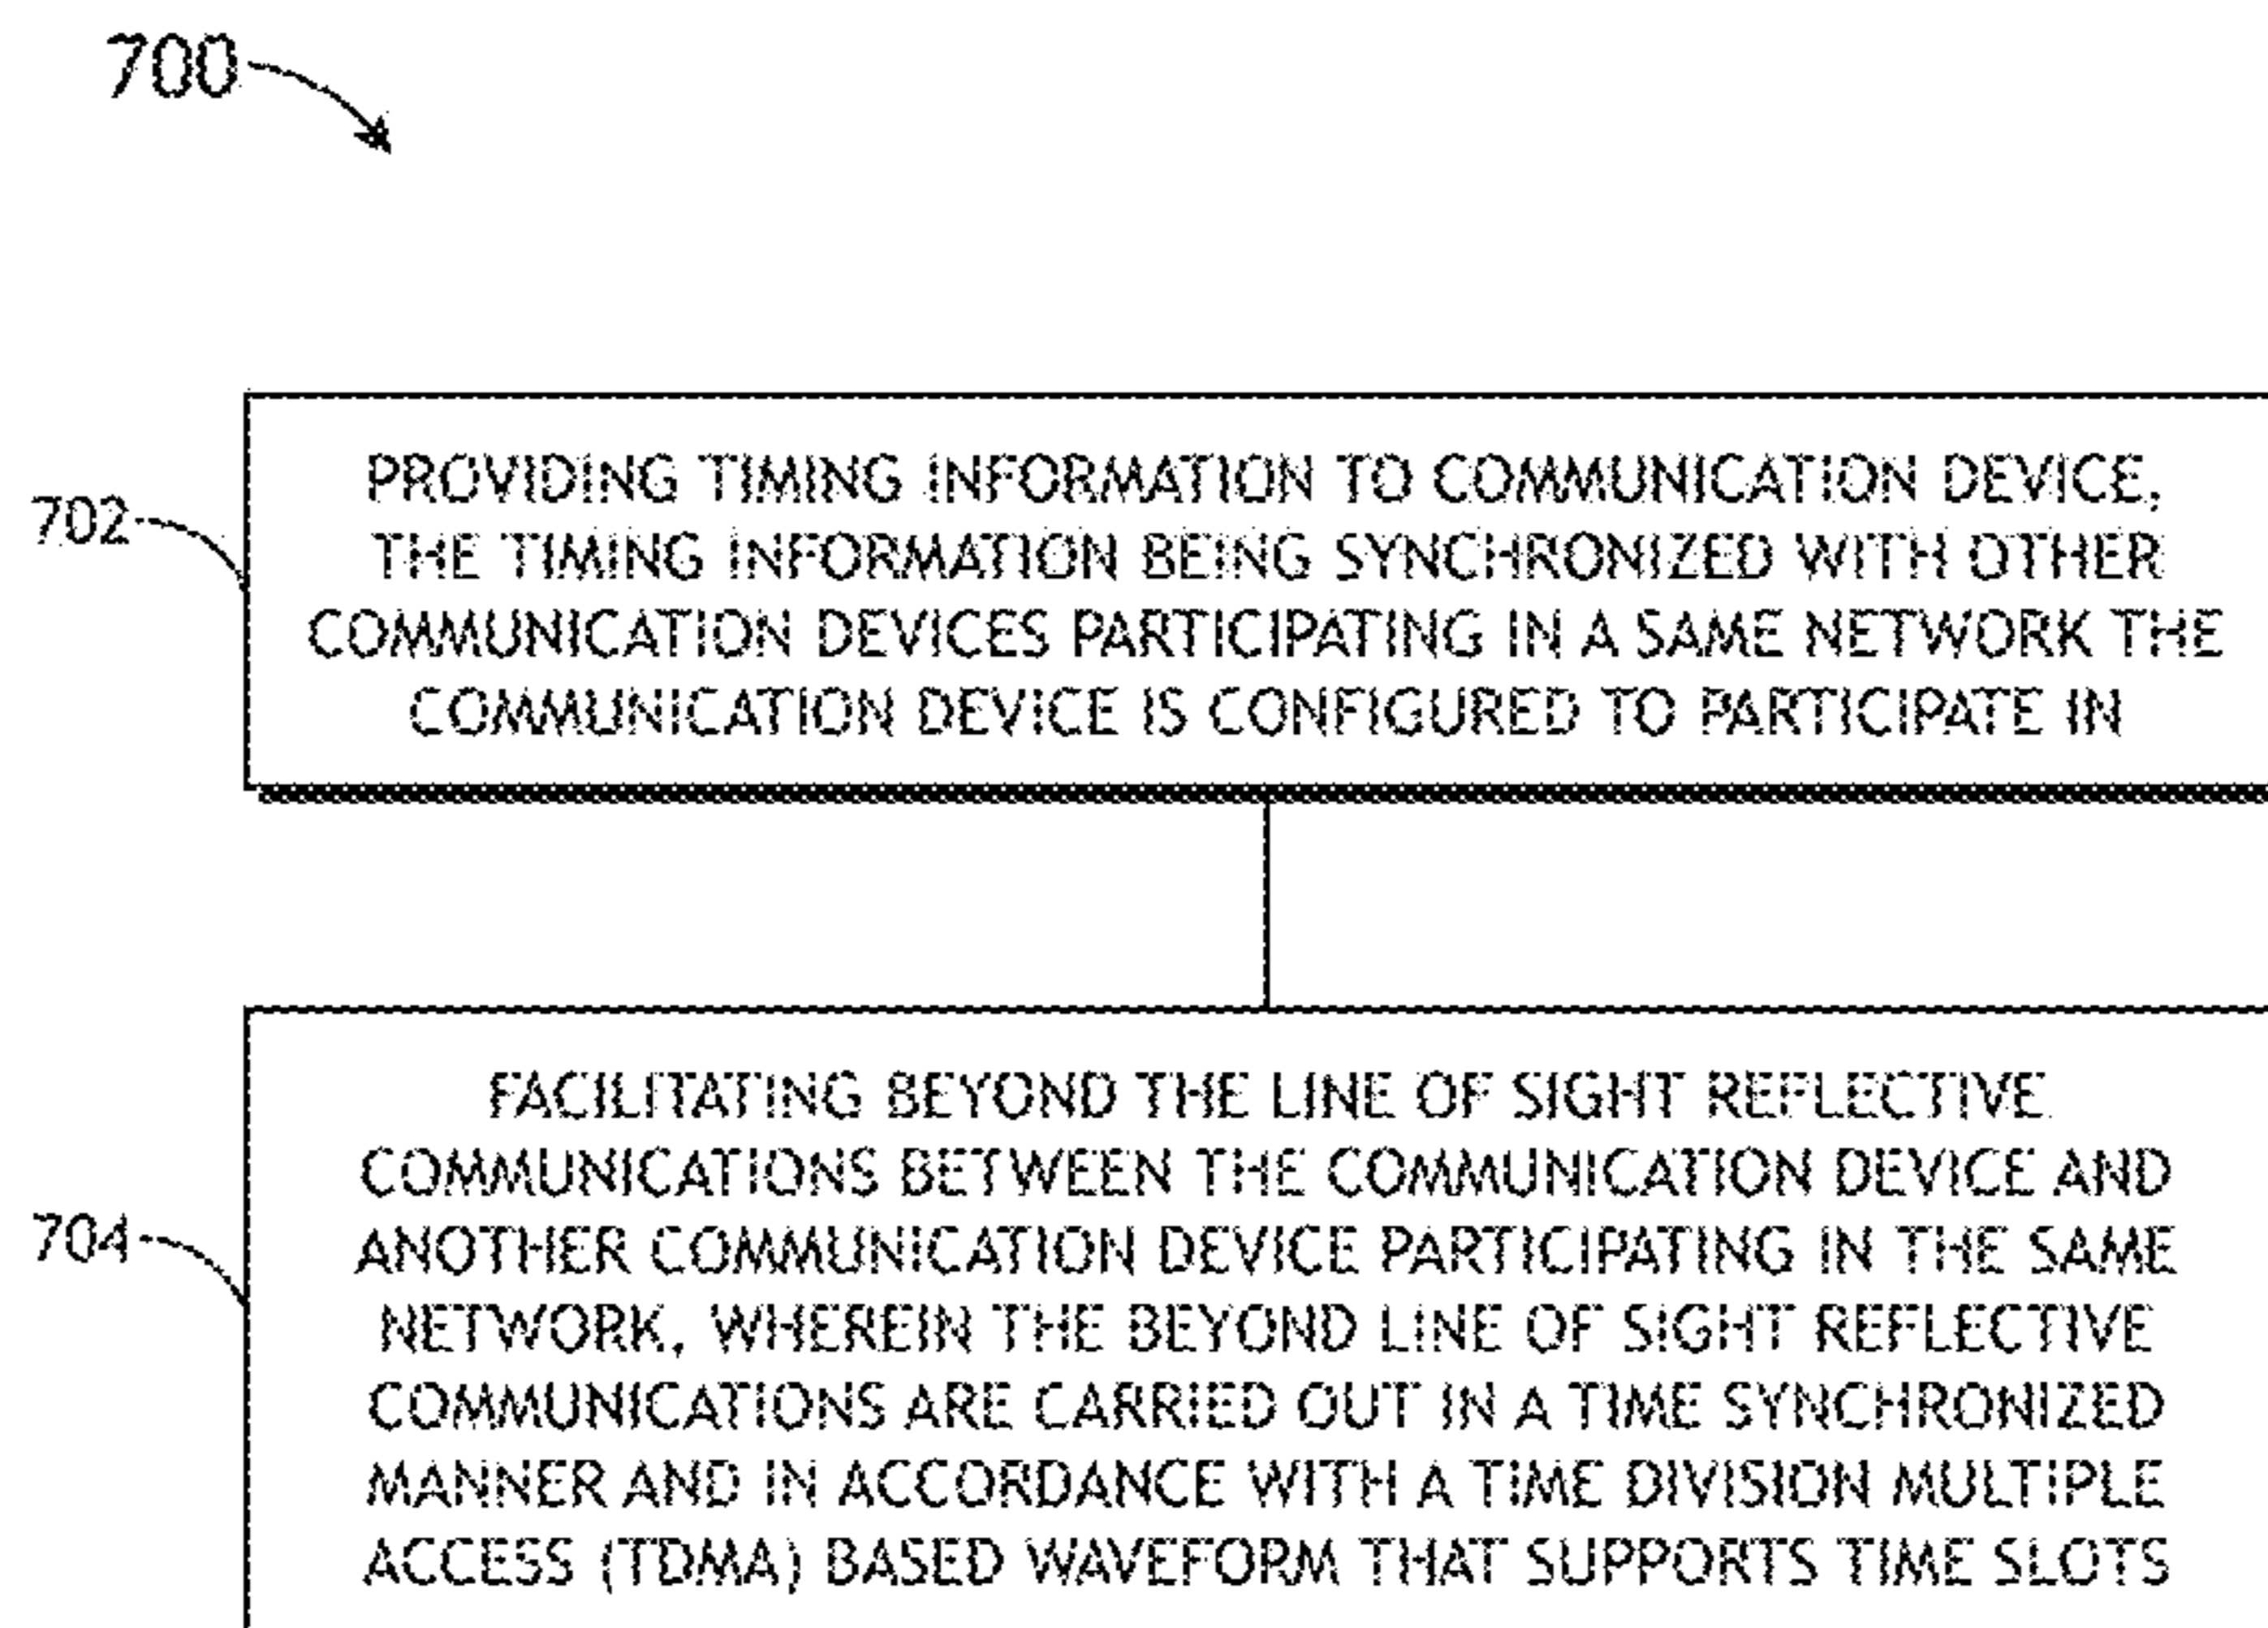 700
702
PROVIDING TIMING INFORMATION TO COMMUNICATION DEVICE,
THE TIMING INFORMATION BEING SYNCHRONIZED WITH OTHER
COMMUNICATION DEVICES PARTICIPATING IN A SAME NETWORK THE
COMMUNICATION DEVICE IS CONFIGURED TO PARTICIPATE IN
704
FACILITATING BEYOND THE LINE OF SIGHT REFLECTIVE
COMMUNICATIONS BETWEEN THE COMMUNICATION DEVICE AND
ANOTHER COMMUNICATION DEVICE PARTICIPATING IN THE SAME
NETWORK, WHEREIN THE BEYOND LINE OF SIGHT REFLECTIVE
COMMUNICATIONS ARE CARRIED OUT IN A TIME SYNCHRONIZED
MANNER AND IN ACCORDANCE WITH A TIME DIVISION MULTIPLE
ACCESS (TDMA) BASED WAVEFORM THAT SUPPORTS TIME SLOTS